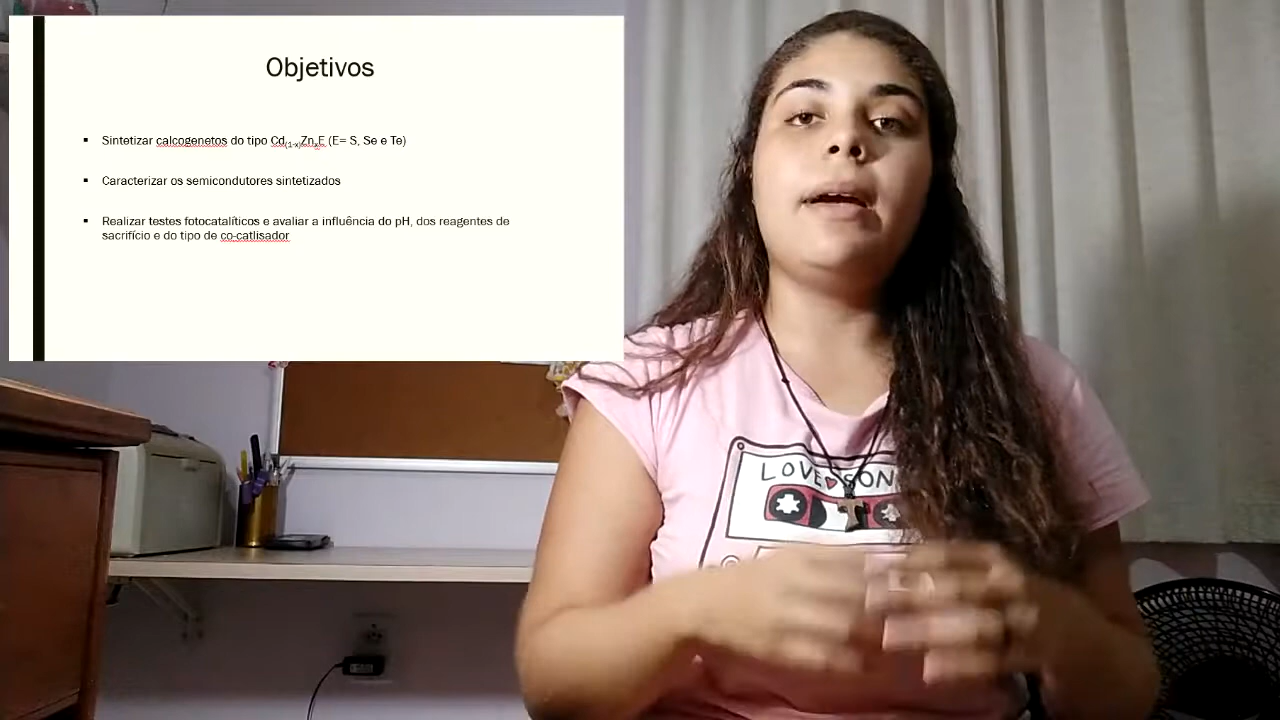 Objetivos
▪ Sintetizar calcogenetos do tipo Cd(1-x)ZnxE (E= S, Se e Te)
▪ Caracterizar os semicondutores sintetizados
▪ Realizar testes fotocatalíticos e avaliar a influência do pH, dos reagentes de
sacrifício e do tipo de co-catlisador
LOVE SONG